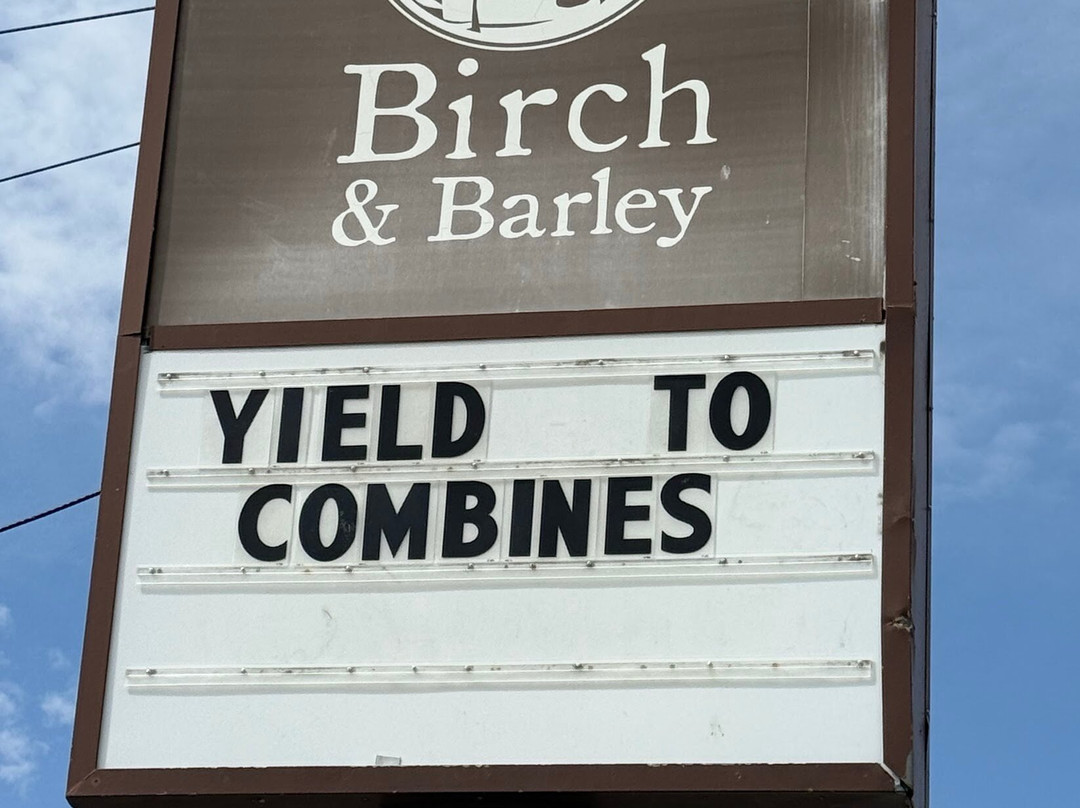 Birch
& Barley
YIELD TO
COMBINES